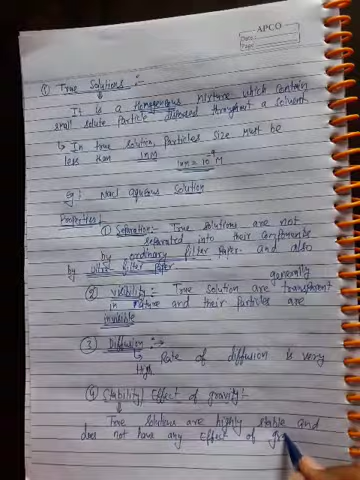 APCO
Date:
Page:
① True Solutions :-
It is a Homogeneous mixture which contain
small solute particle dispersed throughout a solvent.
↳ In true solution, Particles size must be
less than 1nm
1nm = 10⁻⁹ M
eg: Nacl aqueous Solution
Properties:
① Separation:- True solutions are not
separated into their components
by ordinary filter paper and also
by ultra filter paper
generally
② visibility:- True solution are transparent
in nature and their particles are
invisible
③ Diffusion :→
↳ Rate of diffusion is very
High
④ Stability/ Effect of gravity:-
True solutions are highly stable and
does not have any Effect of gra